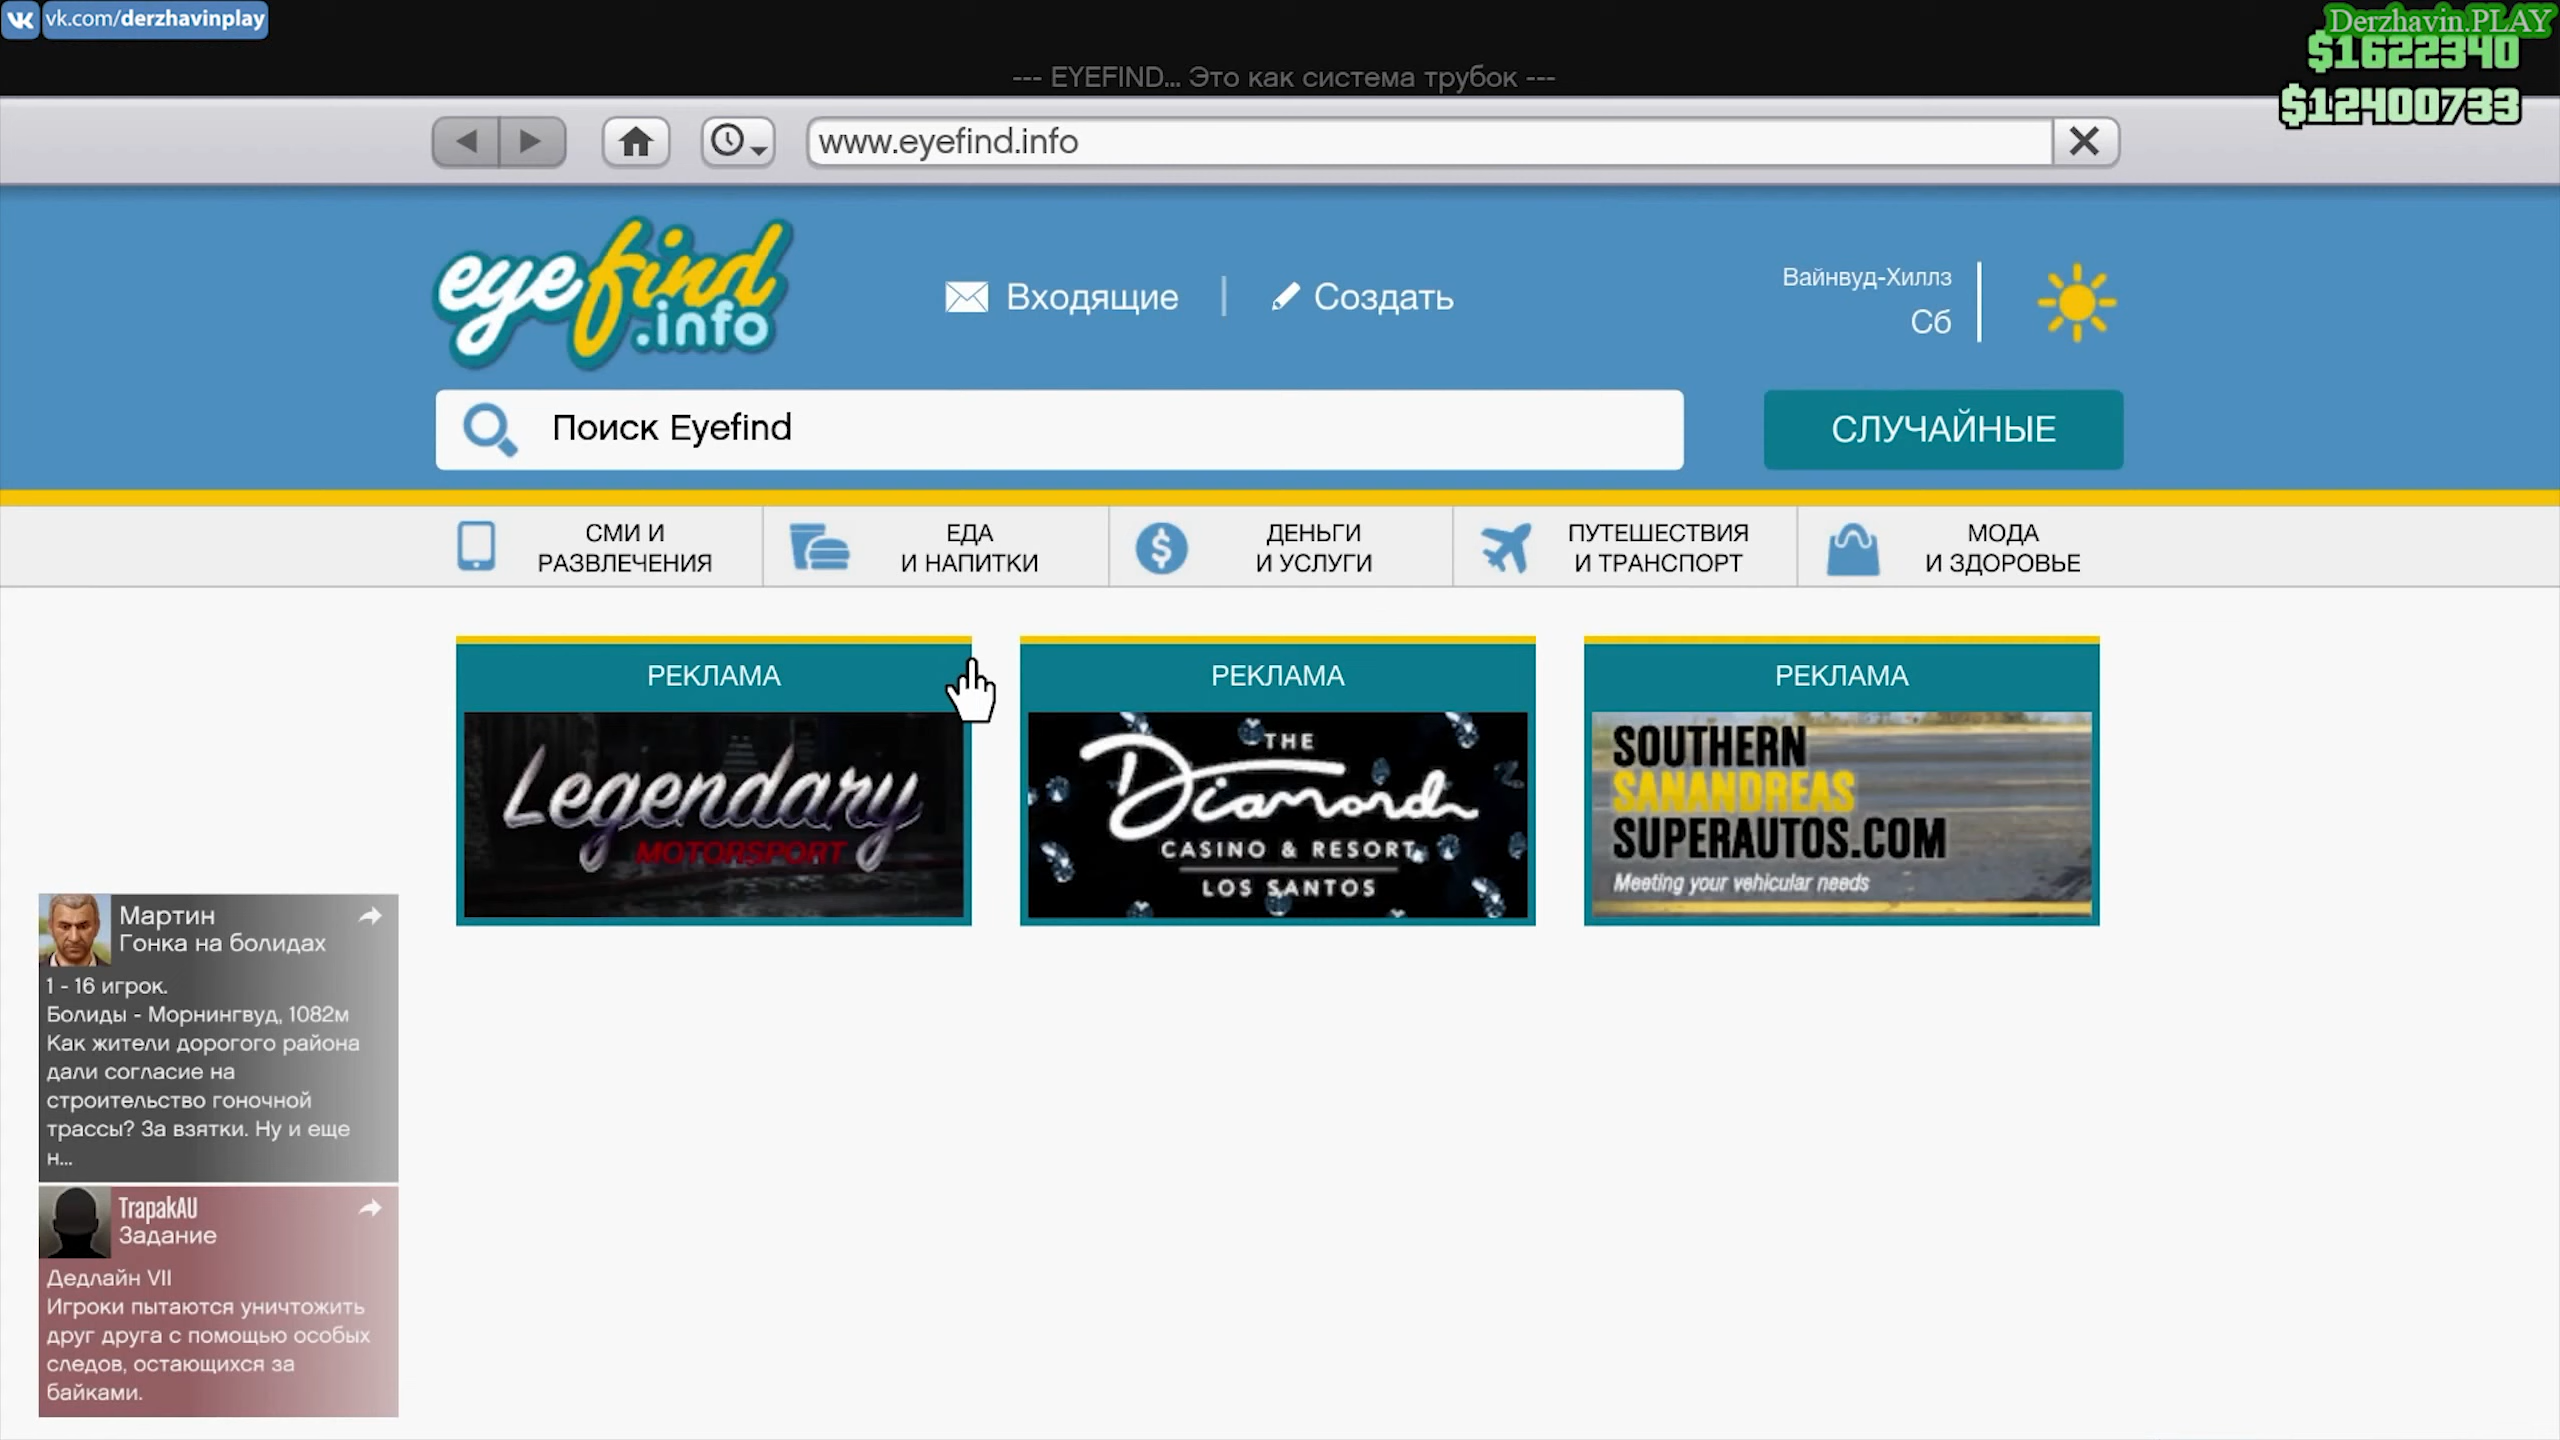 vk.com/derzhavinplay
Derzhavin.PLAY
$1622340
--- EYEFIND... Это как система трубок ---
$12400733
www.eyefind.info
eyefind
.info
Входящие
Создать
Вайнвуд-Хиллз
Сб
Поиск Eyefind
СЛУЧАЙНЫЕ
СМИ И
РАЗВЛЕЧЕНИЯ
ЕДА
И НАПИТКИ
ДЕНЬГИ
И УСЛУГИ
ПУТЕШЕСТВИЯ
И ТРАНСПОРТ
МОДА
И ЗДОРОВЬЕ
РЕКЛАМА
Legendary
MOTORSPORT
РЕКЛАМА
THE
Diamond
CASINO & RESORT
LOS SANTOS
РЕКЛАМА
SOUTHERN
SANANDREAS
SUPERAUTOS.COM
Meeting your vehicular needs
Мартин
Гонка на болидах
1 - 16 игрок.
Болиды - Морнингвуд, 1082м
Как жители дорогого района
дали согласие на
строительство гоночной
трассы? За взятки. Ну и еще
н...
TrapakAU
Задание
Дедлайн VII
Игроки пытаются уничтожить
друг друга с помощью особых
следов, остающихся за
байками.